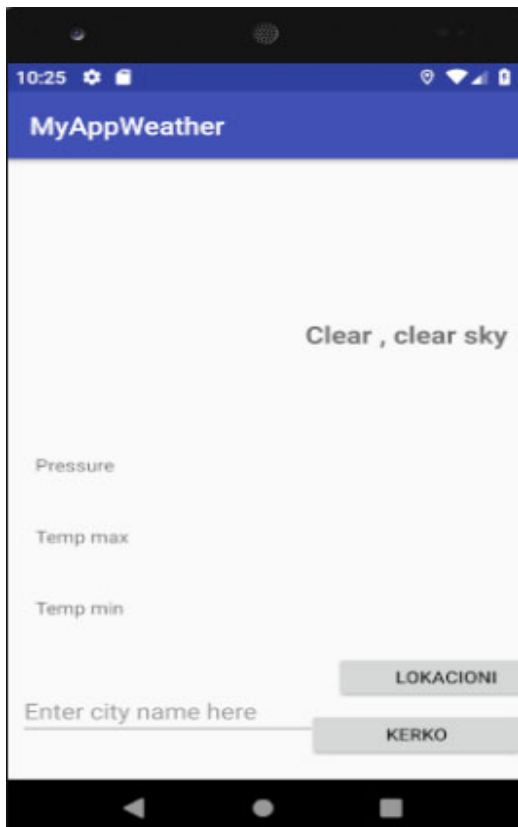 10:25
MyAppWeather
Clear , clear sky
Pressure
Temp max
Temp min
LOKACIONI
Enter city name here
KERKO